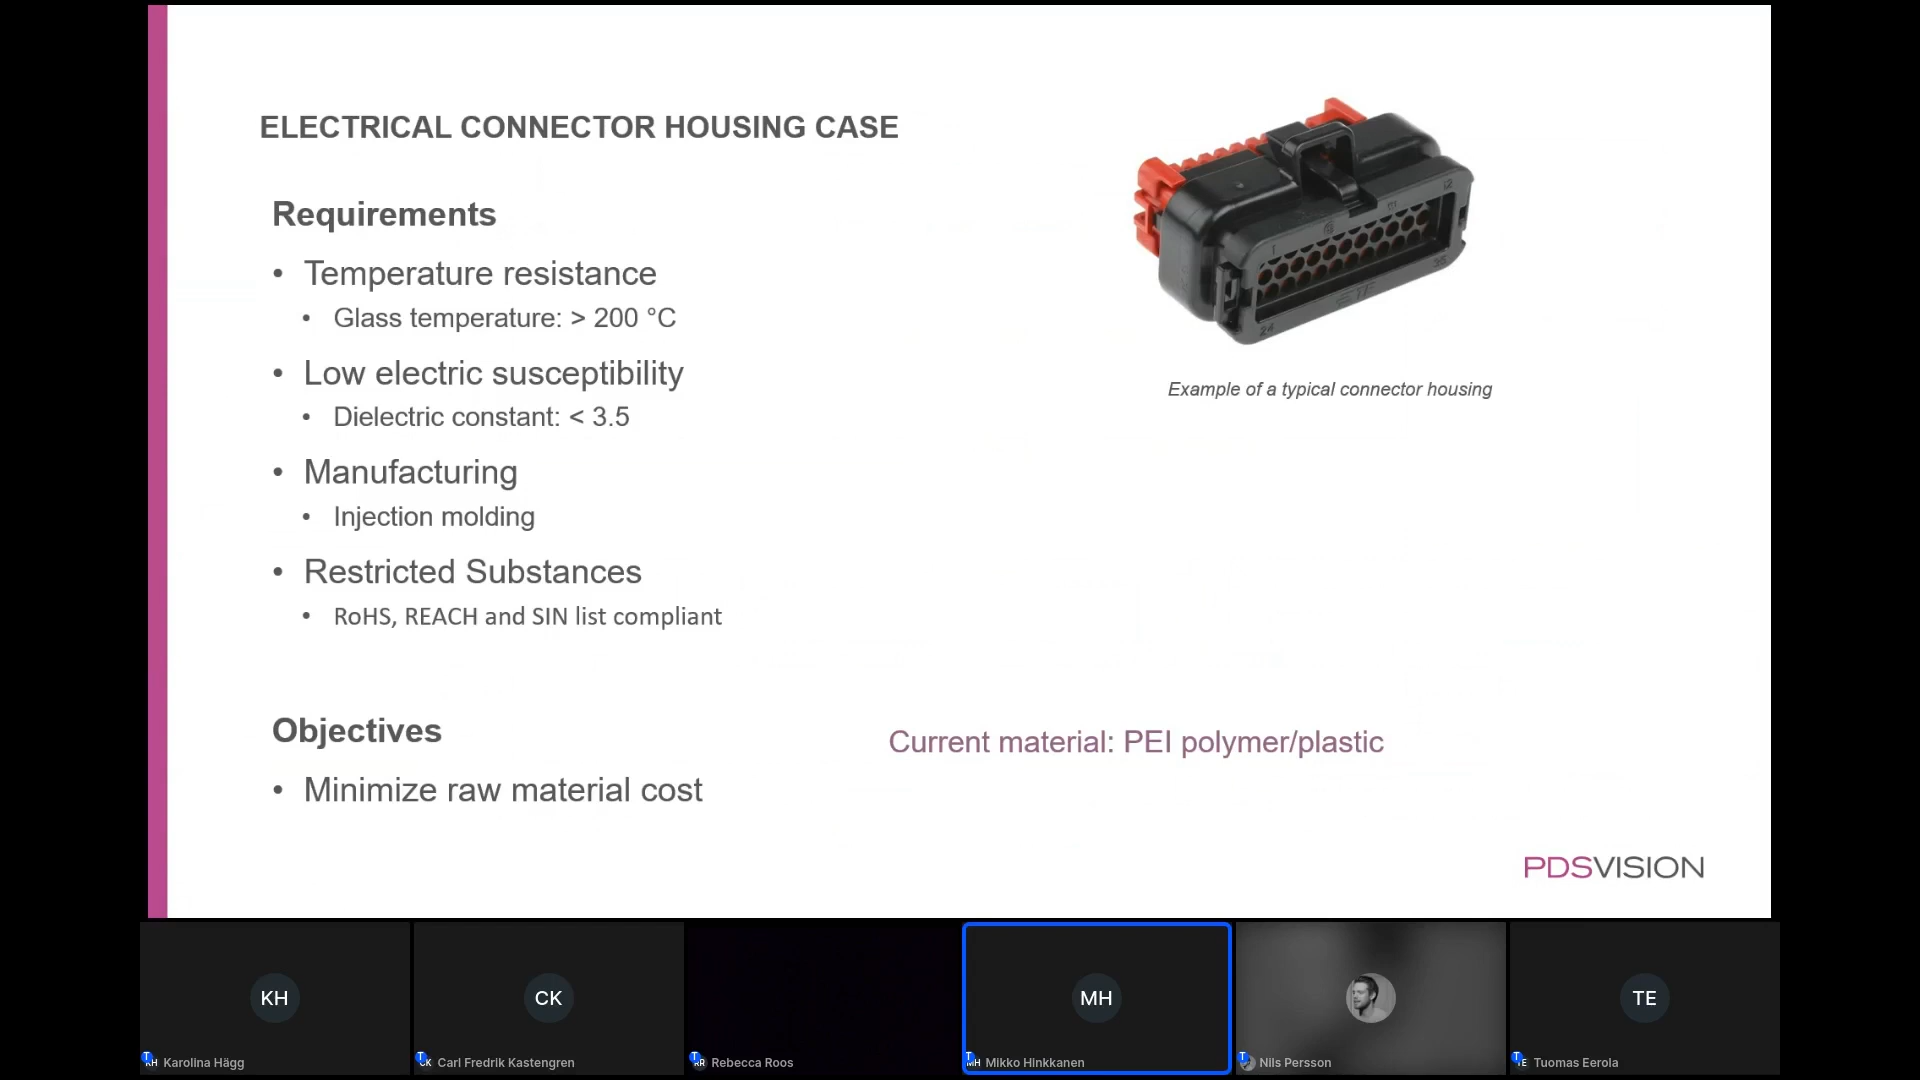 ELECTRICAL CONNECTOR HOUSING CASE
Requirements
• Temperature resistance
• Glass temperature: > 200 °C
• Low electric susceptibility
• Dielectric constant: < 3.5
• Manufacturing
• Injection molding
• Restricted Substances
• RoHS, REACH and SIN list compliant
Example of a typical connector housing
Objectives
• Minimize raw material cost
Current material: PEI polymer/plastic
PDSVISION
KH
CK
MH
TE
Karolina Hägg
Carl Fredrik Kastengren
Rebecca Roos
Mikko Hinkkanen
Nils Persson
Tuomas Eerola